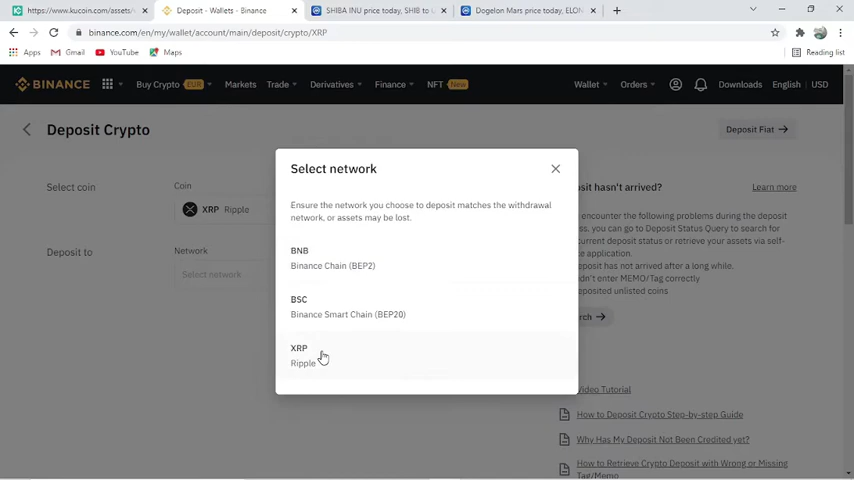 https://www.kucoin.com/assets/
Deposit - Wallets - Binance
SHIBA INU price today, SHIB to U
Dogelon Mars price today, ELON
binance.com/en/my/wallet/account/main/deposit/crypto/XRP
Apps
Gmail
YouTube
Maps
Reading list
BINANCE
Buy Crypto EUR
Markets
Trade
Derivatives
Finance
NFT New
Wallet
Orders
Downloads
English
USD
Deposit Crypto
Deposit Fiat
Select coin
Coin
XRP Ripple
Deposit to
Network
Select network
Select network
Ensure the network you choose to deposit matches the withdrawal
network, or assets may be lost.
BNB
Binance Chain (BEP2)
BSC
Binance Smart Chain (BEP20)
XRP
Ripple
hasn't arrived?
Learn more
encounter the following problems during the deposit
you can go to Deposit Status Query to search for
current deposit status or retrieve your assets via self-
application.
has not arrived after a long while.
didn't enter MEMO/Tag correctly
unlisted coins
Video Tutorial
How to Deposit Crypto Step-by-step Guide
Why Has My Deposit Not Been Credited yet?
How to Retrieve Crypto Deposit with Wrong or Missing
Tag/Memo